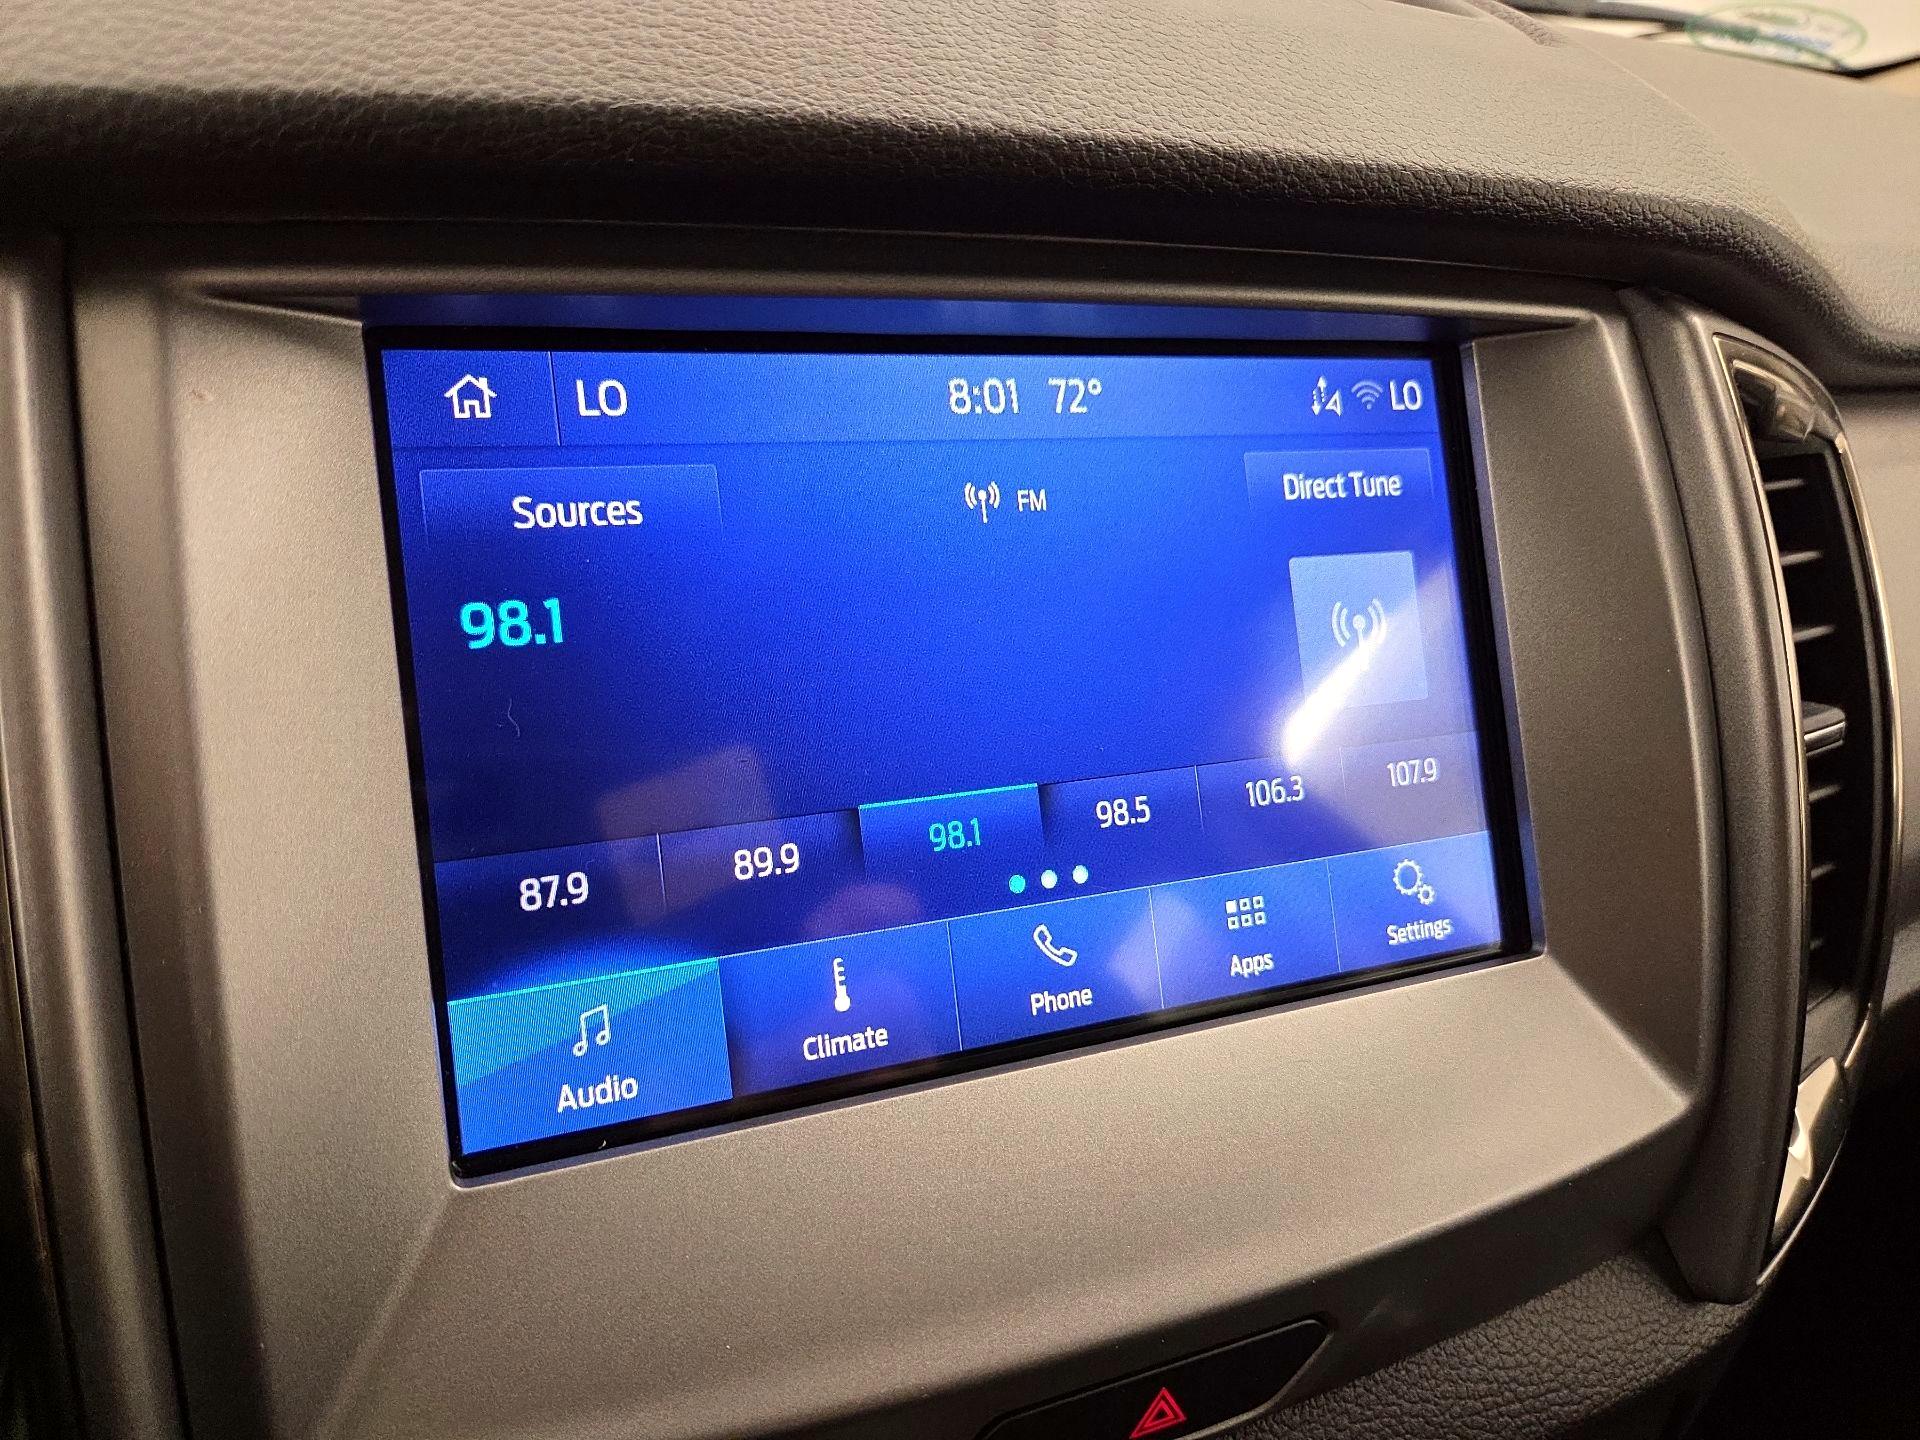 LO 8:01 72° LO
Sources FM Direct Tune
98.1
87.9 89.9 98.1 98.5 106.3 107.9
Audio Climate Phone Apps Settings